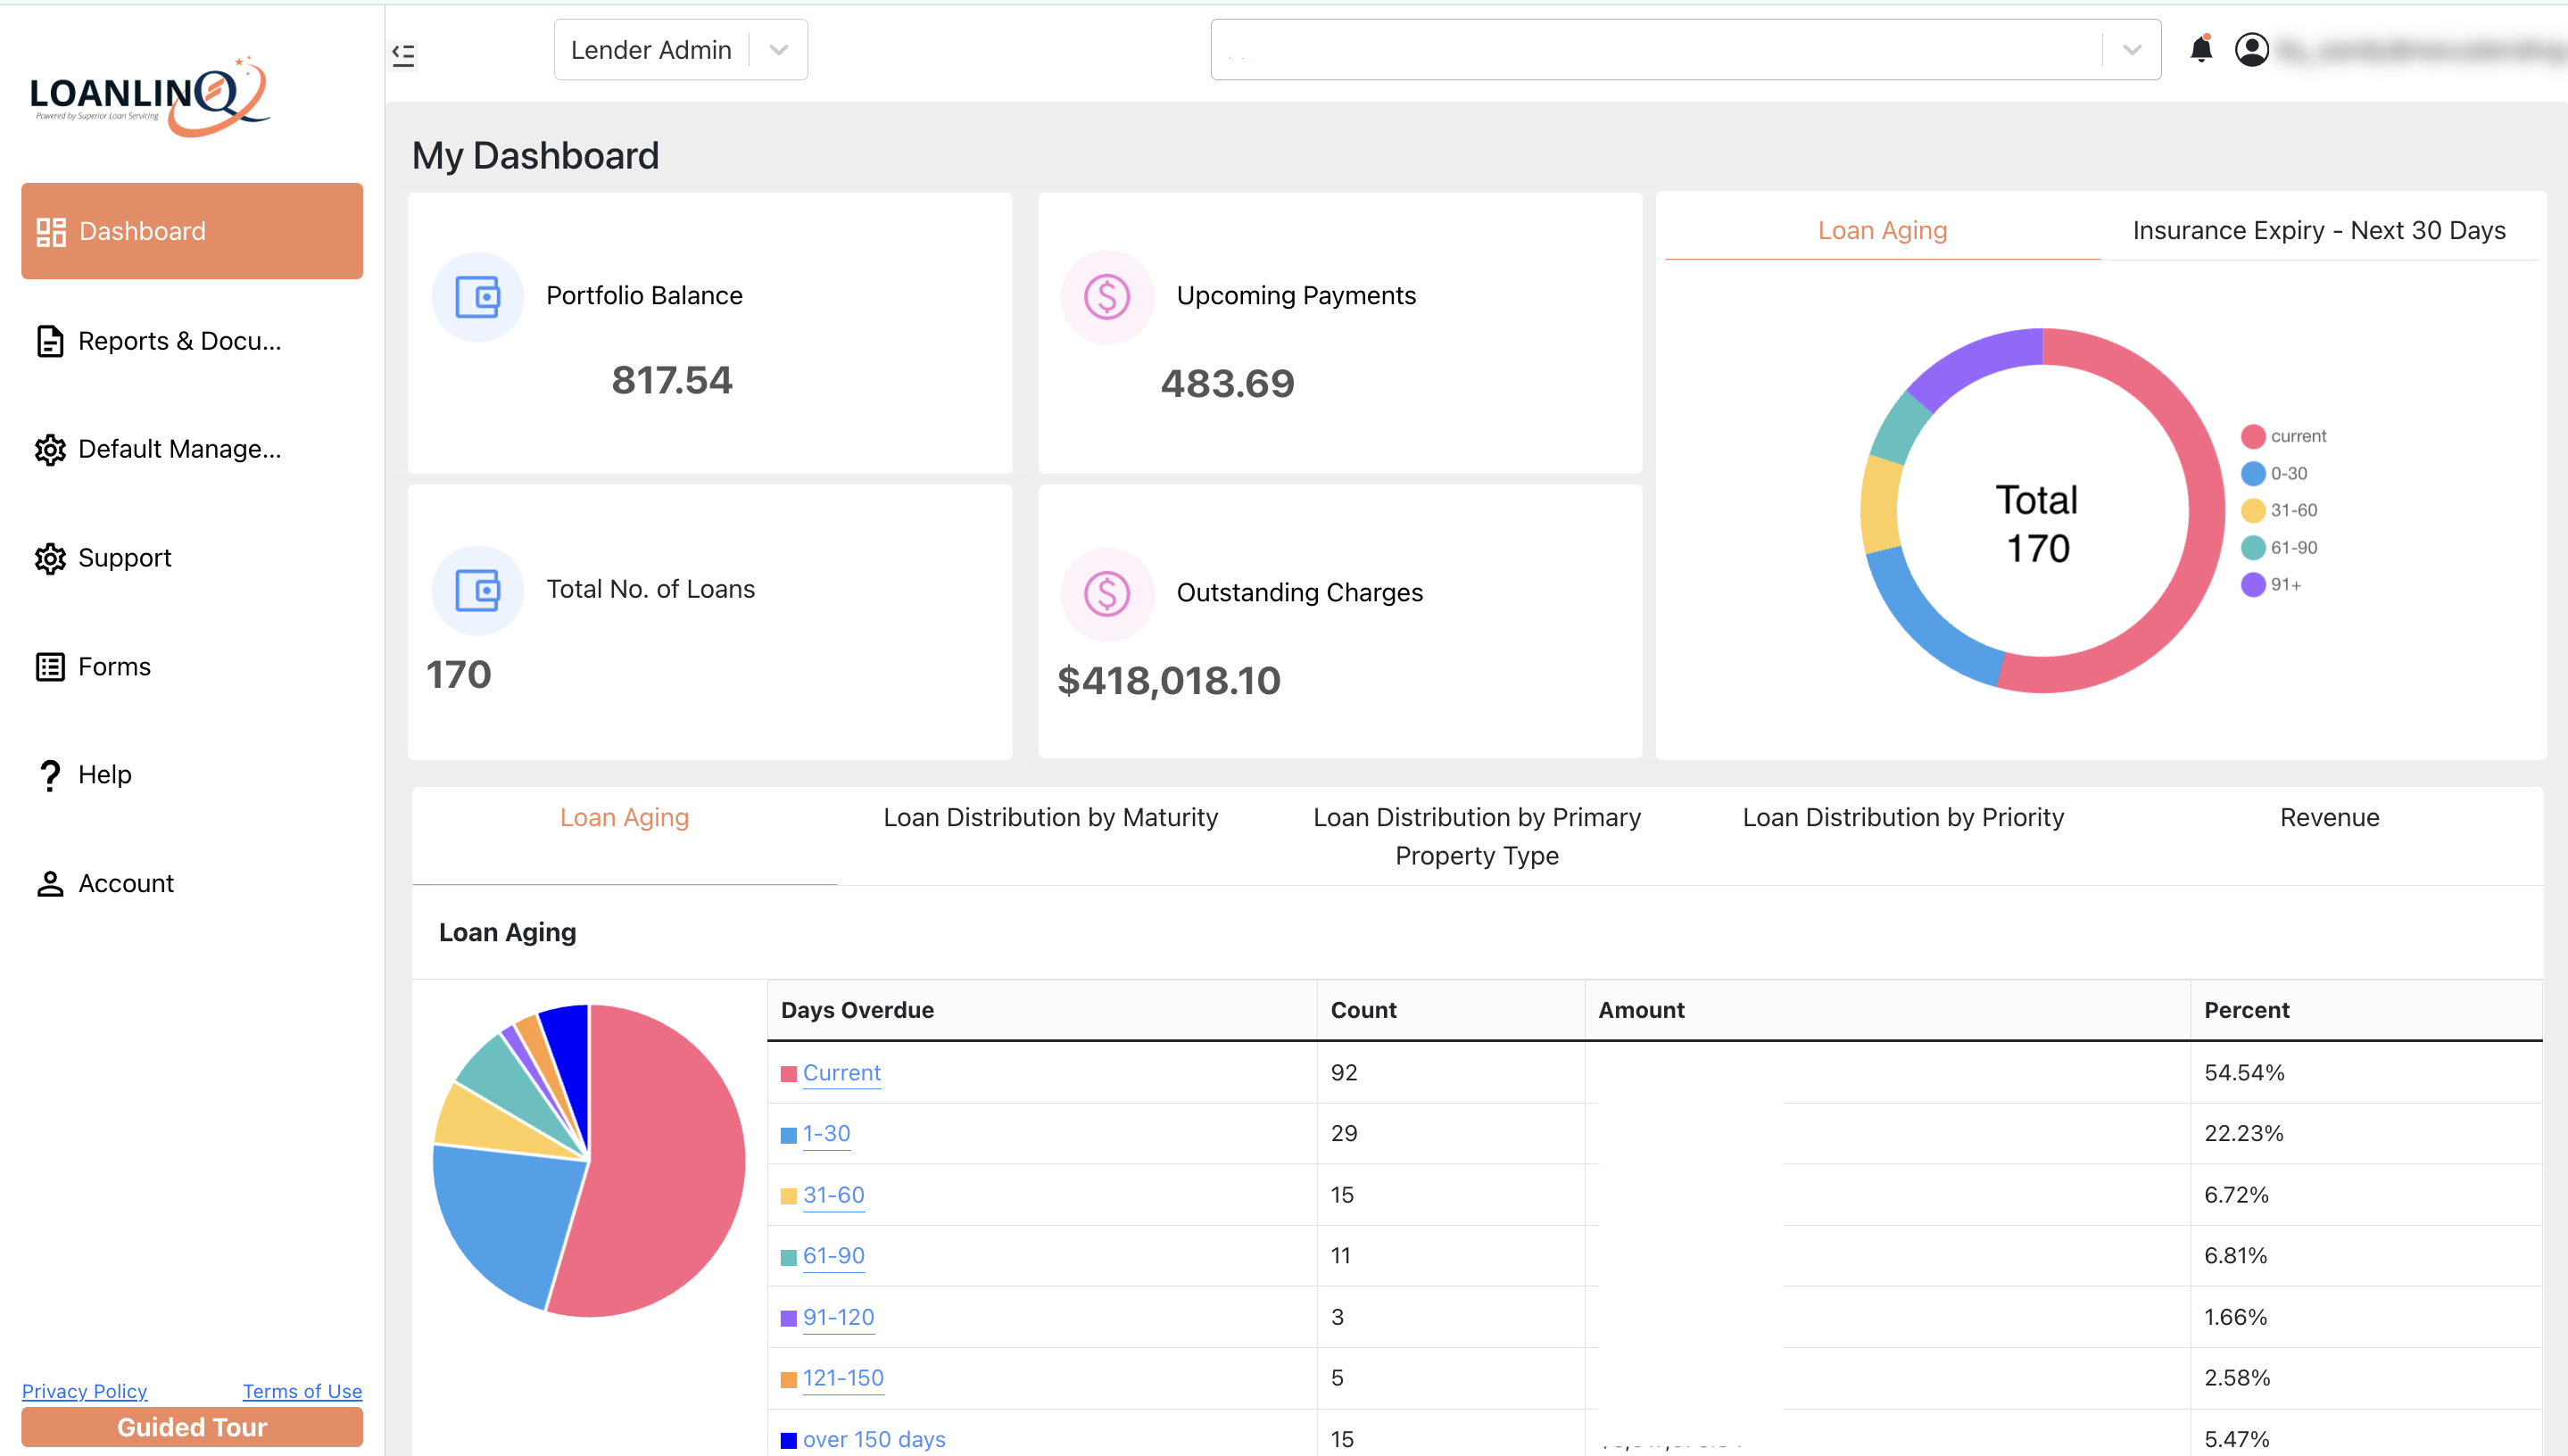 LOANLINQ
Powered by Superior Loan Servicing
Lender Admin
Dashboard
Reports & Docu...
Default Manage...
Support
Forms
Help
Account
Privacy Policy
Terms of Use
Guided Tour
My Dashboard
Portfolio Balance
817.54
Upcoming Payments
483.69
Total No. of Loans
170
Outstanding Charges
$418,018.10
Loan Aging
Insurance Expiry - Next 30 Days
Total
170
current
0-30
31-60
61-90
91+
Loan Aging
Loan Distribution by Maturity
Loan Distribution by Primary
Property Type
Loan Distribution by Priority
Revenue
Loan Aging
Days Overdue Count Amount Percent
Current 92 54.54%
1-30 29 22.23%
31-60 15 6.72%
61-90 11 6.81%
91-120 3 1.66%
121-150 5 2.58%
over 150 days 15 5.47%